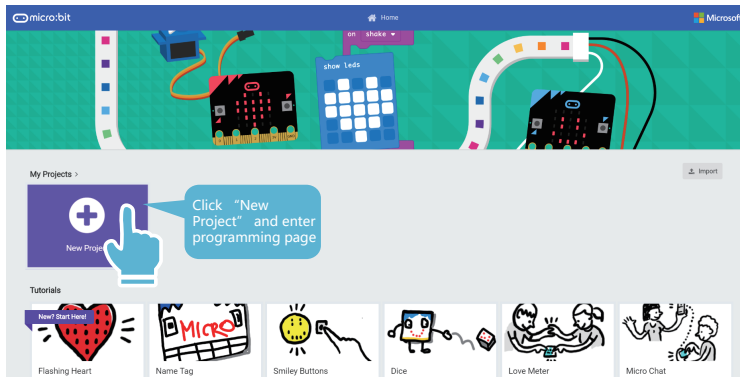 micro:bit
Home
Microsoft
on shake
show leds
My Projects >
Import
New Proje
Click “New
Project” and enter
programming page
Tutorials
New? Start Here!
MICRO
Flashing Heart
Name Tag
Smiley Buttons
Dice
Love Meter
Micro Chat